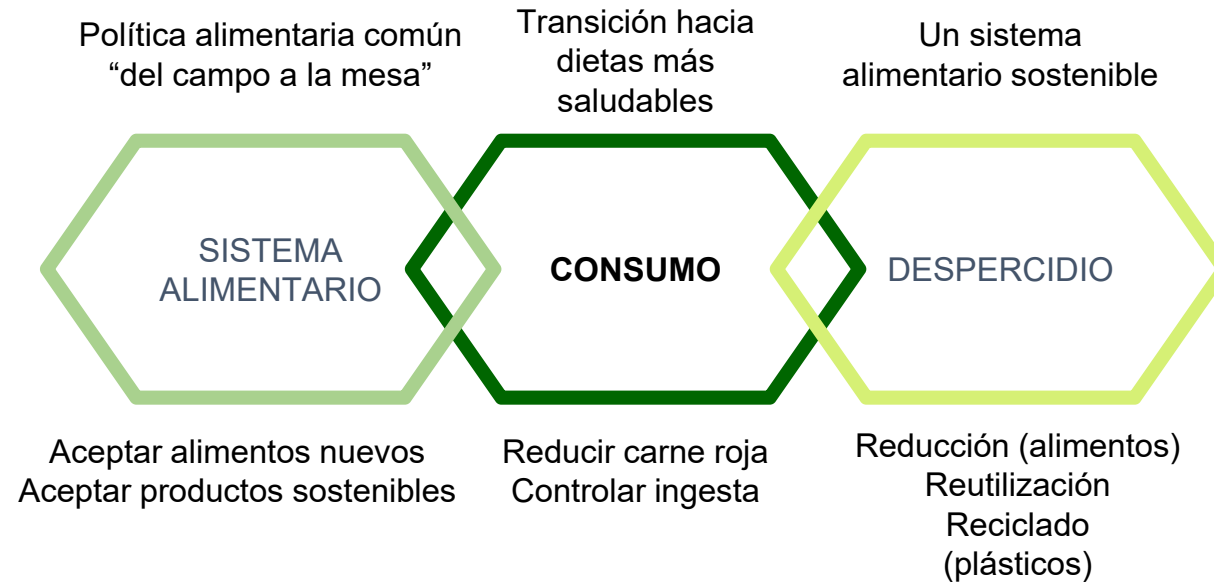 Política alimentaria común
“del campo a la mesa”
Transición hacia
dietas más
saludables
Un sistema
alimentario sostenible
SISTEMA
ALIMENTARIO
CONSUMO
DESPERCIDIO
Aceptar alimentos nuevos
Aceptar productos sostenibles
Reducir carne roja
Controlar ingesta
Reducción (alimentos)
Reutilización
Reciclado
(plásticos)